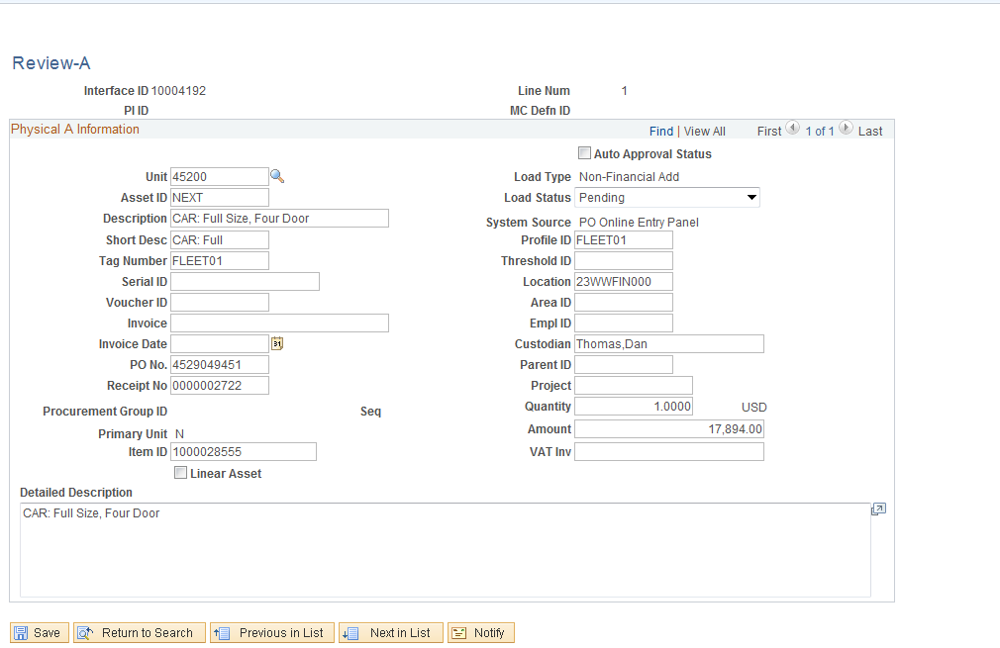 Review-A
Interface ID 10004192 Line Num 1
PI ID MC Defn ID
Physical A Information Find | View All First 1 of 1 Last
Auto Approval Status
Unit 45200 Load Type Non-Financial Add
Asset ID NEXT Load Status Pending
Description CAR: Full Size, Four Door System Source PO Online Entry Panel
Short Desc CAR: Full Profile ID FLEET01
Tag Number FLEET01 Threshold ID
Serial ID Location 23WWFIN000
Voucher ID Area ID
Invoice Empl ID
Invoice Date 31 Custodian Thomas,Dan
PO No. 4529049451 Parent ID
Receipt No 0000002722 Project
Procurement Group ID Seq Quantity 1.0000 USD
Primary Unit N Amount 17,894.00
Item ID 1000028555 VAT Inv
Linear Asset
Detailed Description
CAR: Full Size, Four Door
Save Return to Search Previous in List Next in List Notify